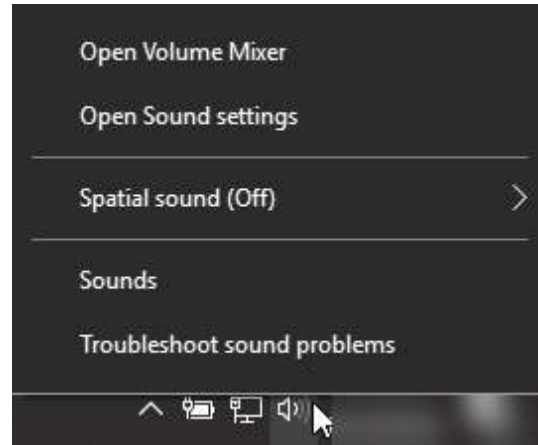 Open Volume Mixer
Open Sound settings
Spatial sound (Off)
Sounds
Troubleshoot sound problems